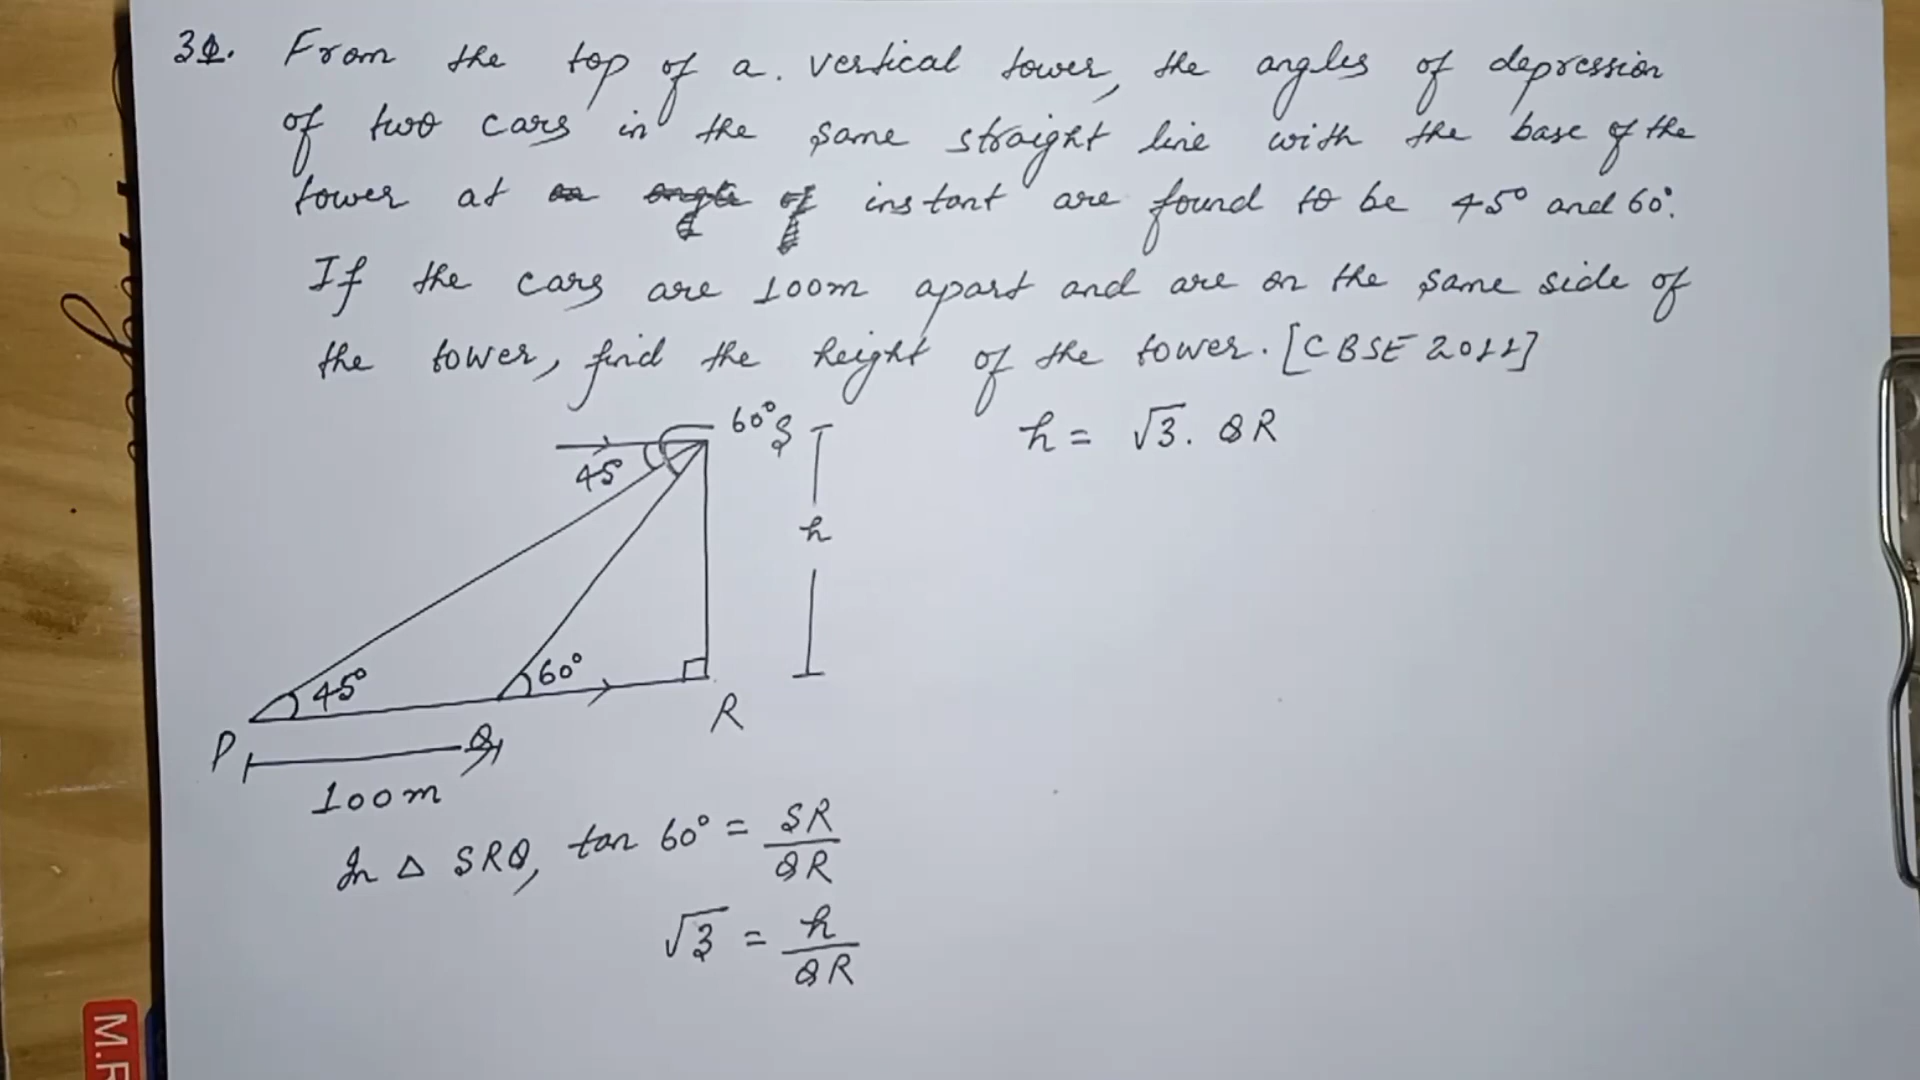 31. From the top of a. vertical tower, the angles of depression
of two cars in the same straight line with the base of the
tower at instant are found to be 45° and 60°.
If the cars are 100m apart and are on the same side of
the tower, find the height of the tower. [CBSE 2011]
h = √3. QR
60° S
45°
h
45° 60°
P Q R
100m
In △ SRQ, tan 60° = SR/QR
√3 = h/QR
M.R